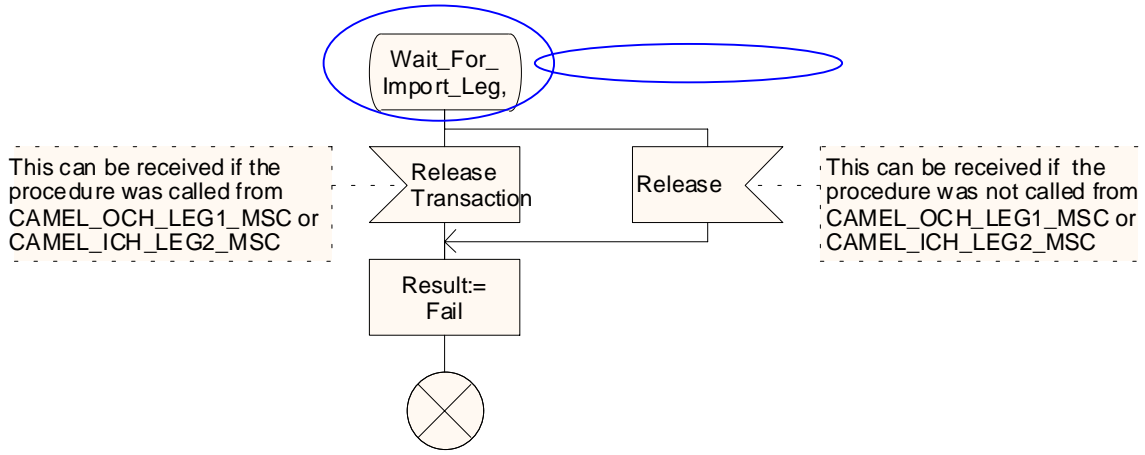 Wait_For_
Import_Leg,
This can be received if the
procedure was called from
CAMEL_OCH_LEG1_MSC or
CAMEL_ICH_LEG2_MSC
Release
Transaction
Release
This can be received if the
procedure was not called from
CAMEL_OCH_LEG1_MSC or
CAMEL_ICH_LEG2_MSC
Result:=
Fail